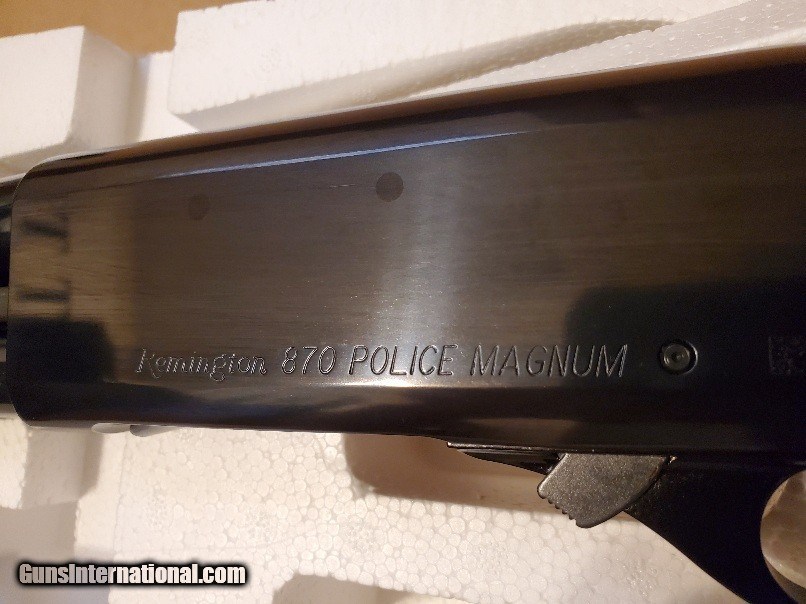 Remington 870 POLICE MAGNUM
GunsInternational.com